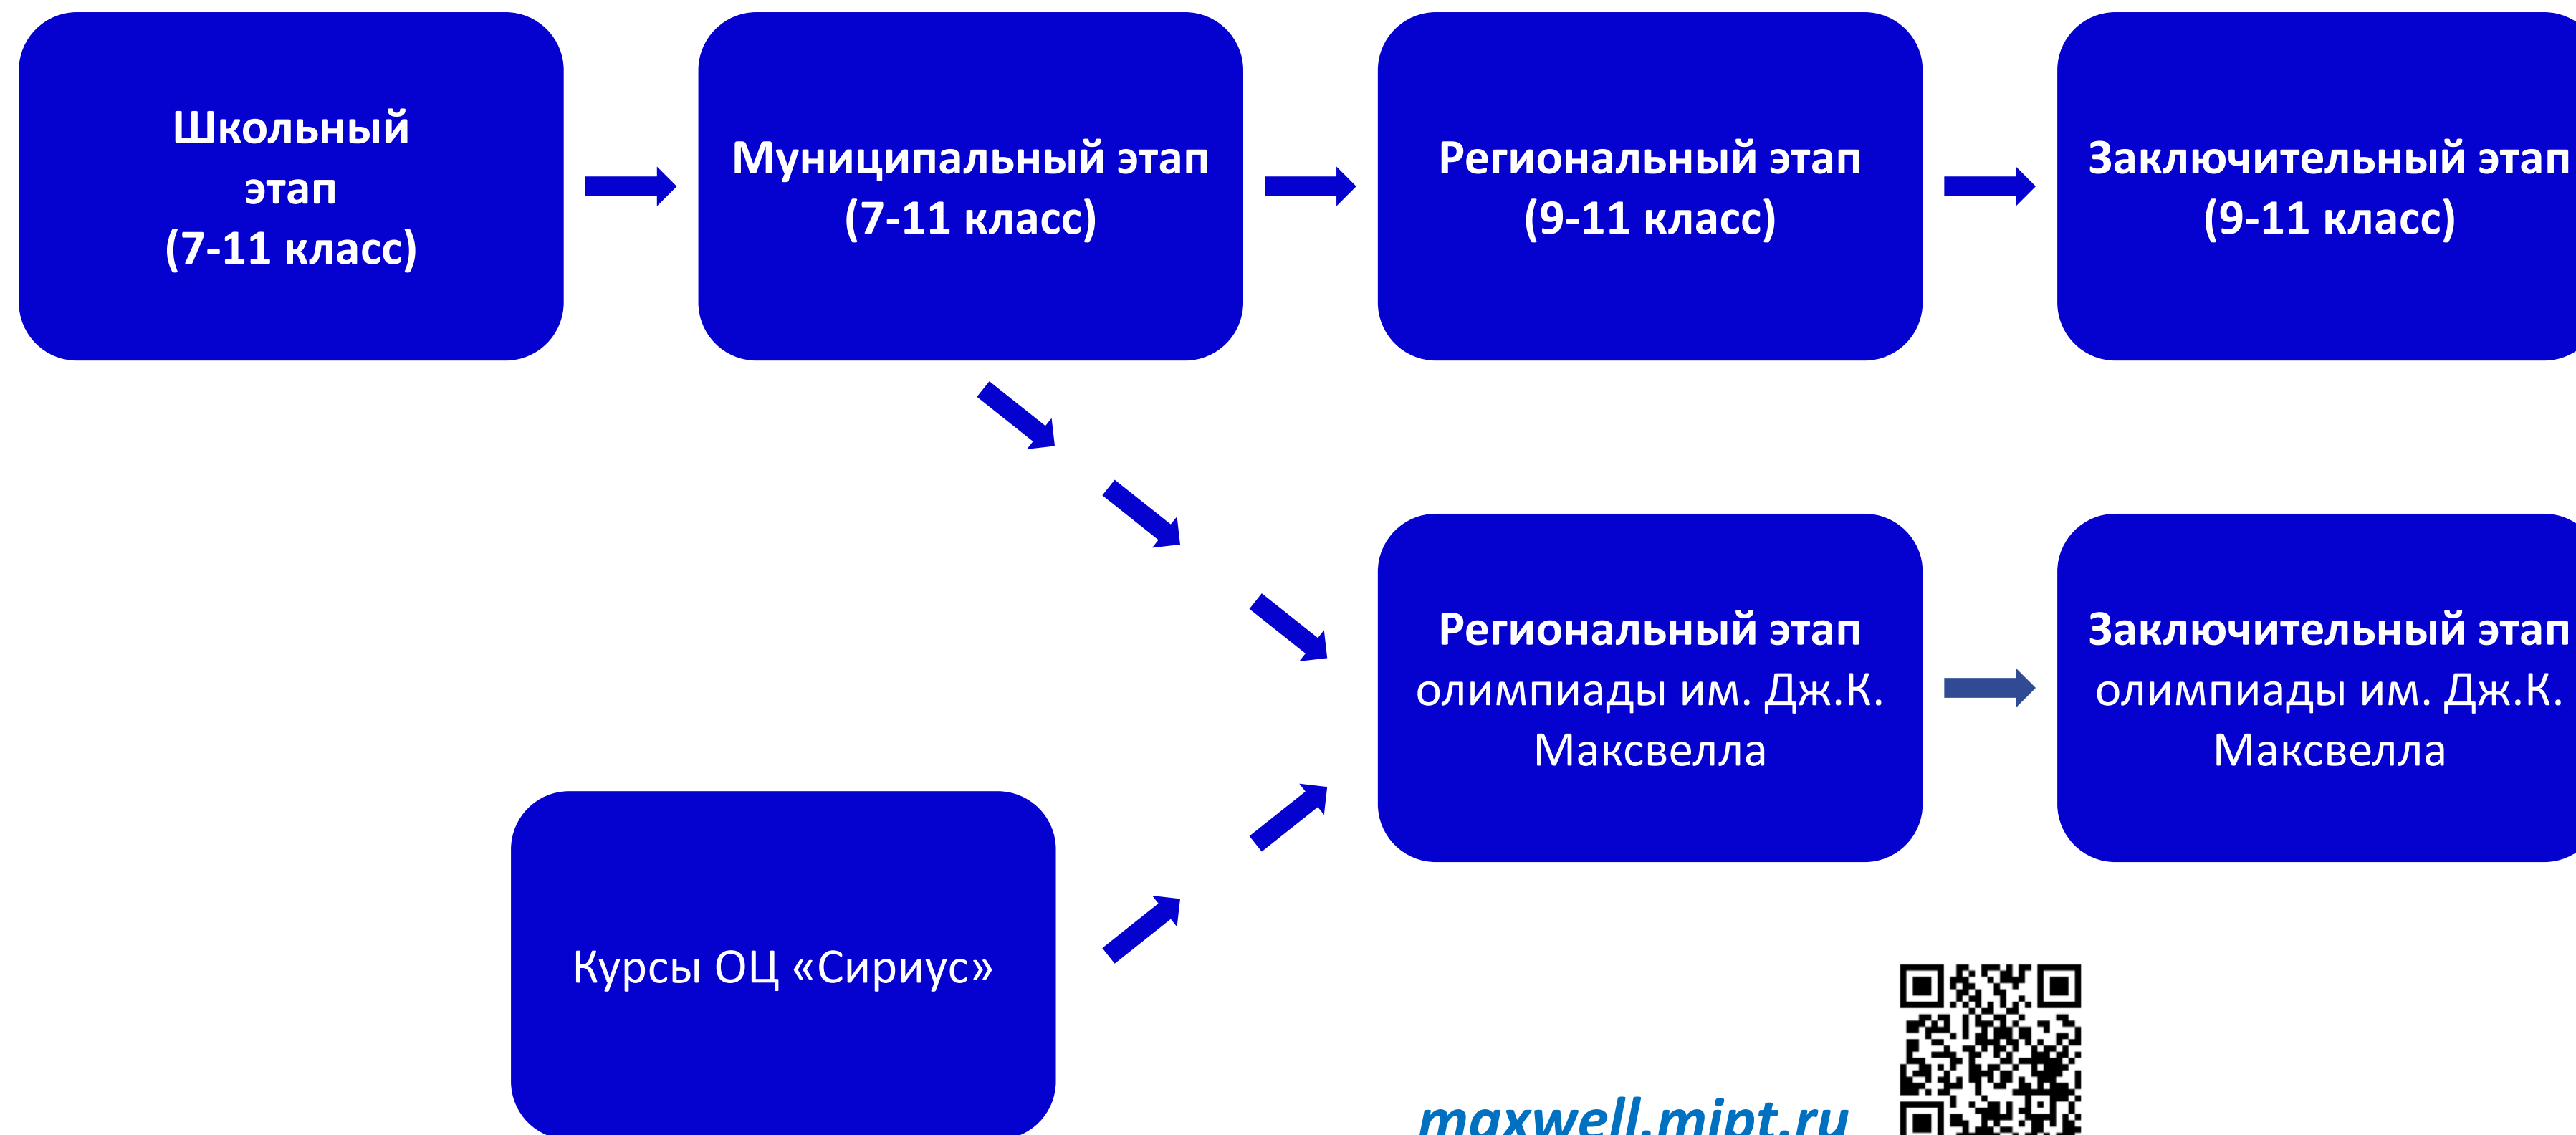 Школьный
этап
(7-11 класс)
Муниципальный этап
(7-11 класс)
Региональный этап
(9-11 класс)
Заключительный этап
(9-11 класс)
Региональный этап
олимпиады им. Дж.К.
Максвелла
Заключительный этап
олимпиады им. Дж.К.
Максвелла
Курсы ОЦ «Сириус»
maxwell.mipt.ru